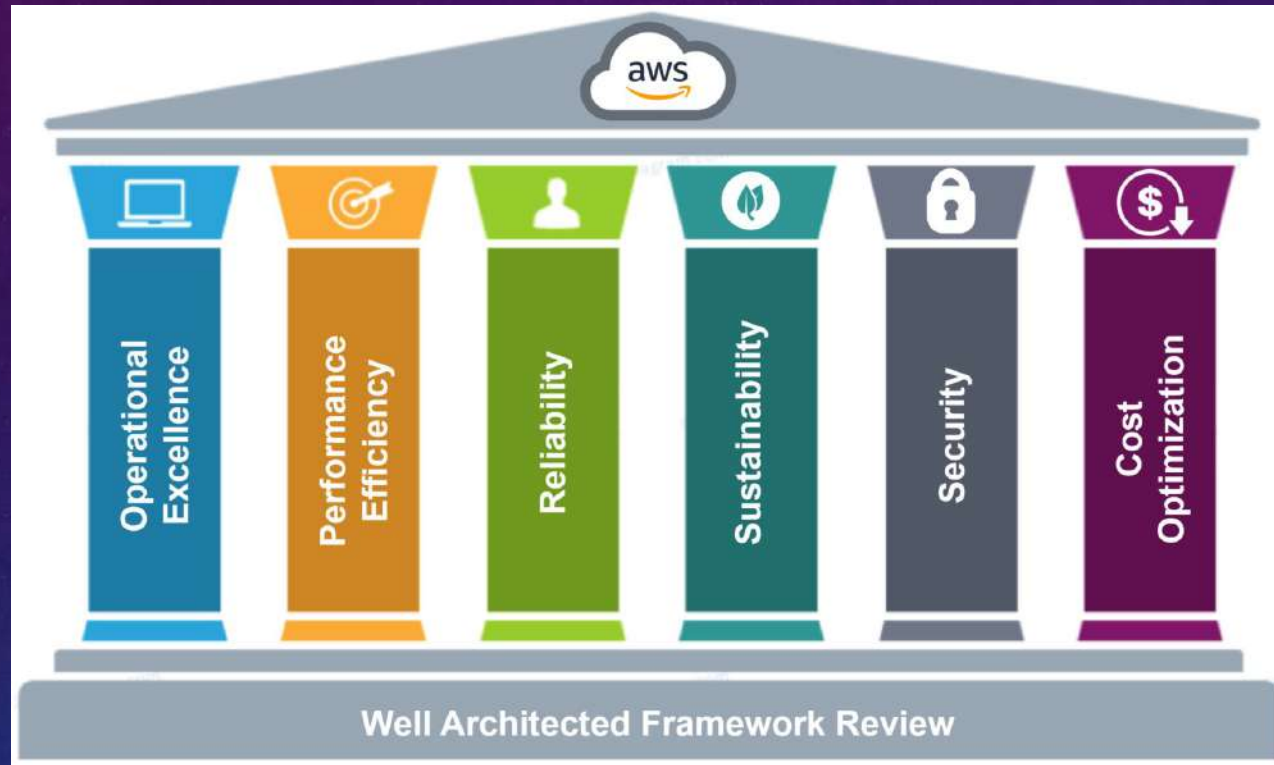 aws
Operational
Excellence
Performance
Efficiency
Reliability
Sustainability
Security
Cost
Optimization
$
Well Architected Framework Review